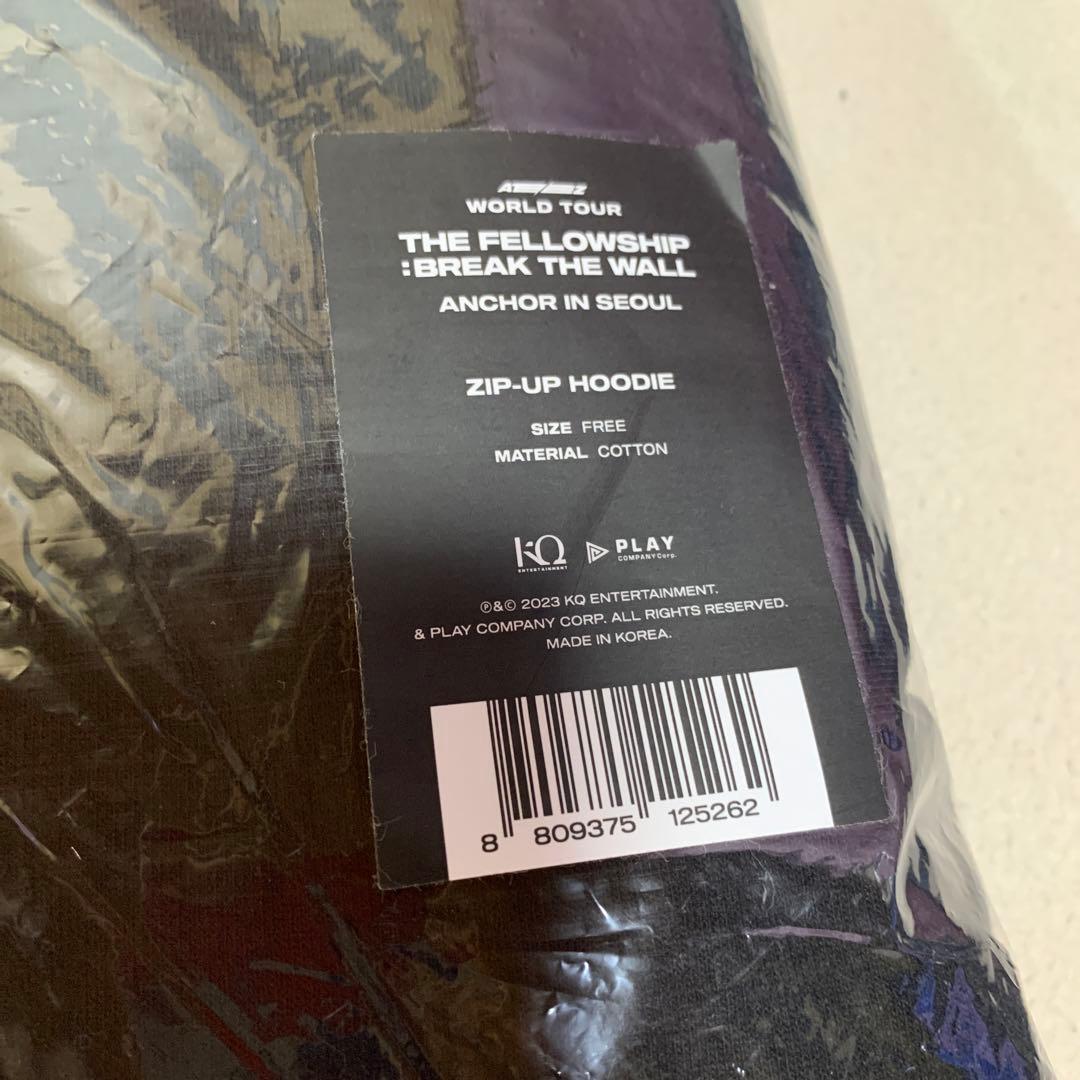 ATEEZ
WORLD TOUR
THE FELLOWSHIP
:BREAK THE WALL
ANCHOR IN SEOUL
ZIP-UP HOODIE
SIZE FREE
MATERIAL COTTON
KQ ENTERTAINMENT PLAY COMPANY Corp.
℗&© 2023 KQ ENTERTAINMENT.
& PLAY COMPANY CORP. ALL RIGHTS RESERVED.
MADE IN KOREA.
8 809375 125262